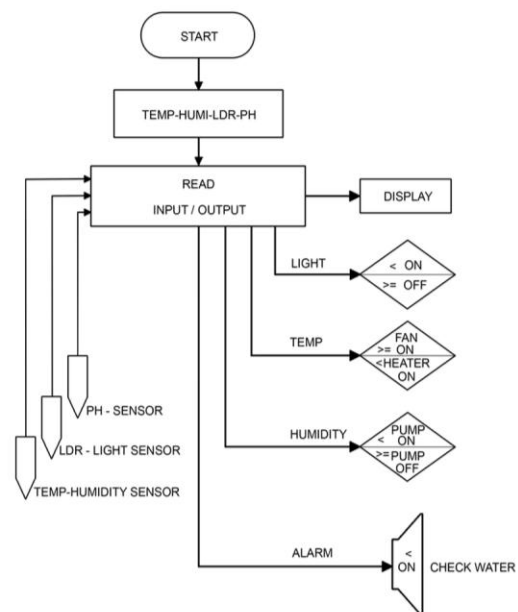 START
TEMP-HUMI-LDR-PH
READ
INPUT / OUTPUT
DISPLAY
LIGHT
< ON
>= OFF
TEMP
FAN
>= ON
<HEATER
ON
PH - SENSOR
HUMIDITY
PUMP
< ON
>=PUMP
OFF
LDR - LIGHT SENSOR
TEMP-HUMIDITY SENSOR
ALARM
<
ON
CHECK WATER